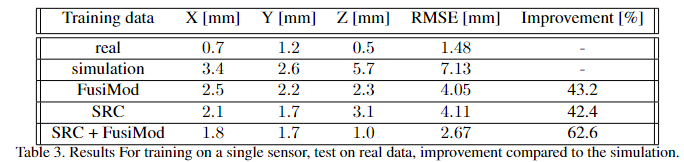 Training data X [mm] Y [mm] Z [mm] RMSE [mm] Improvement [%]
real 0.7 1.2 0.5 1.48 -
simulation 3.4 2.6 5.7 7.13 -
FusiMod 2.5 2.2 2.3 4.05 43.2
SRC 2.1 1.7 3.1 4.11 42.4
SRC + FusiMod 1.8 1.7 1.0 2.67 62.6
Table 3. Results For training on a single sensor, test on real data, improvement compared to the simulation.